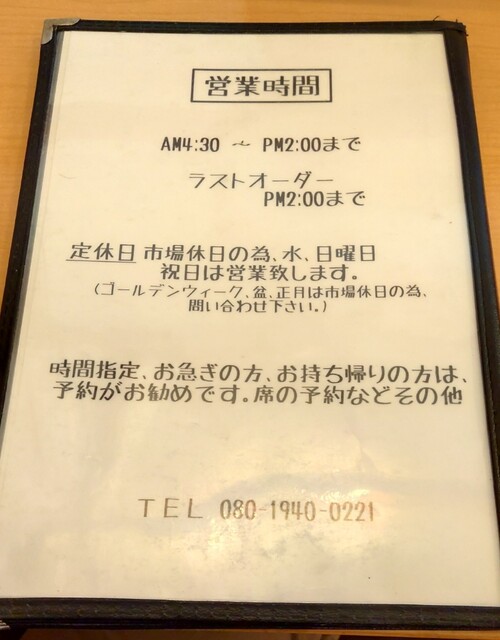 営業時間
AM4:30 ～ PM2:00まで
ラストオーダー
PM2:00まで
定休日 市場休日の為、水、日曜日
祝日は営業致します。
(ゴールデンウィーク、盆、正月は市場休日の為、
問い合わせ下さい。)
時間指定、お急ぎの方、お持ち帰りの方は、
予約がお勧めです。席の予約などその他
TEL 080-1940-0221